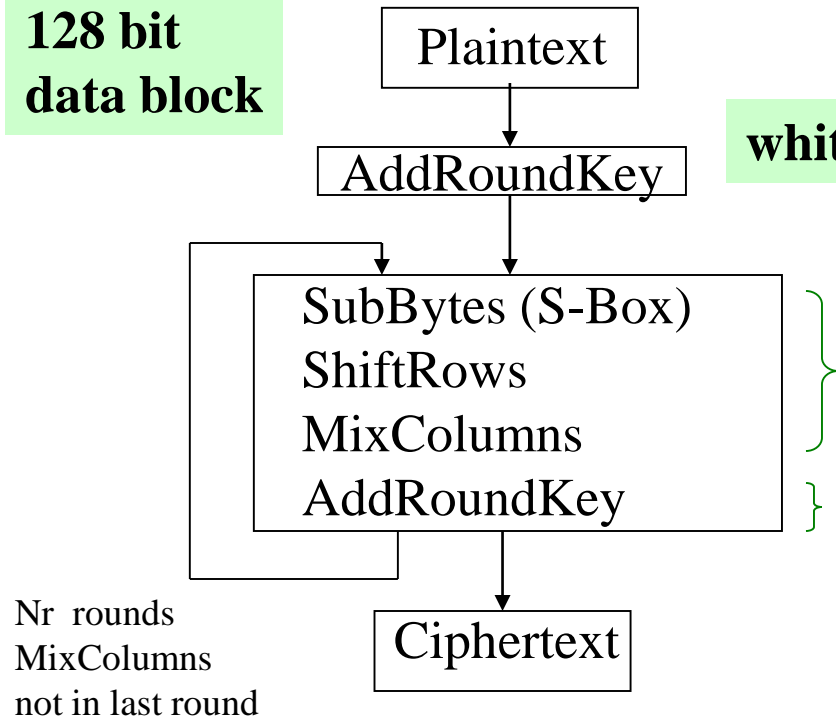 128 bit
data block
Plaintext
AddRoundKey
SubBytes (S-Box)
ShiftRows
MixColumns
AddRoundKey
Nr rounds
MixColumns
not in last round
Ciphertext